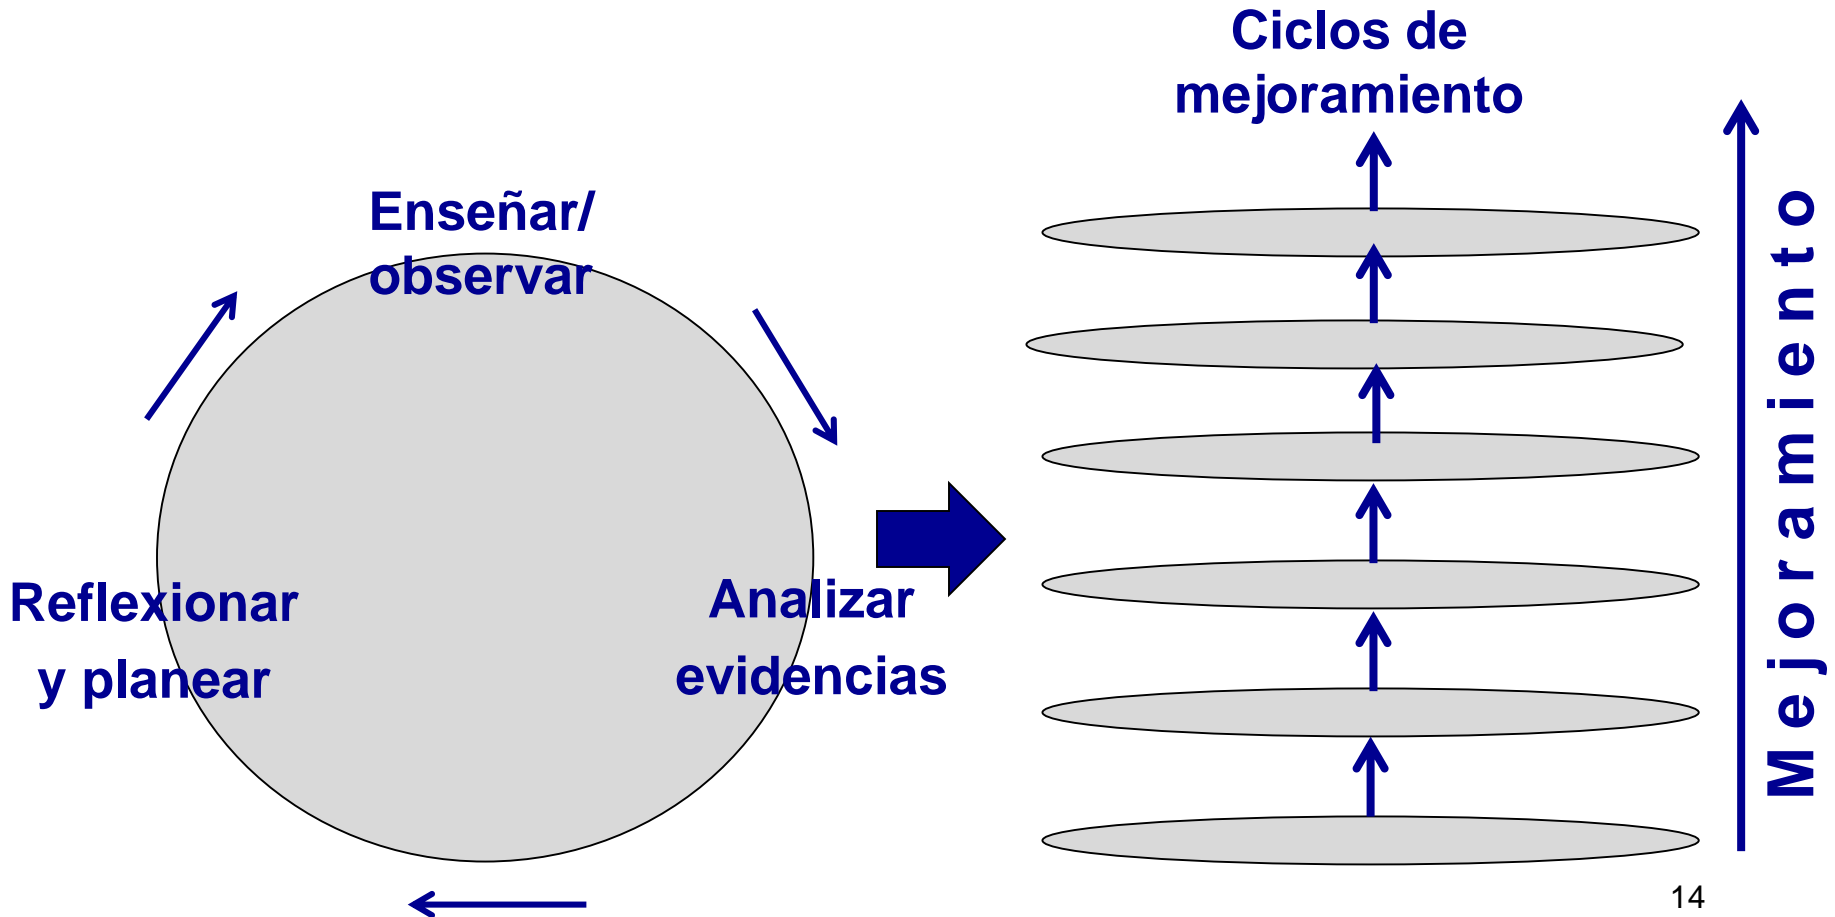 Ciclos de
mejoramiento
Enseñar/
observar
Reflexionar
y planear
Analizar
evidencias
Mejoramiento
14